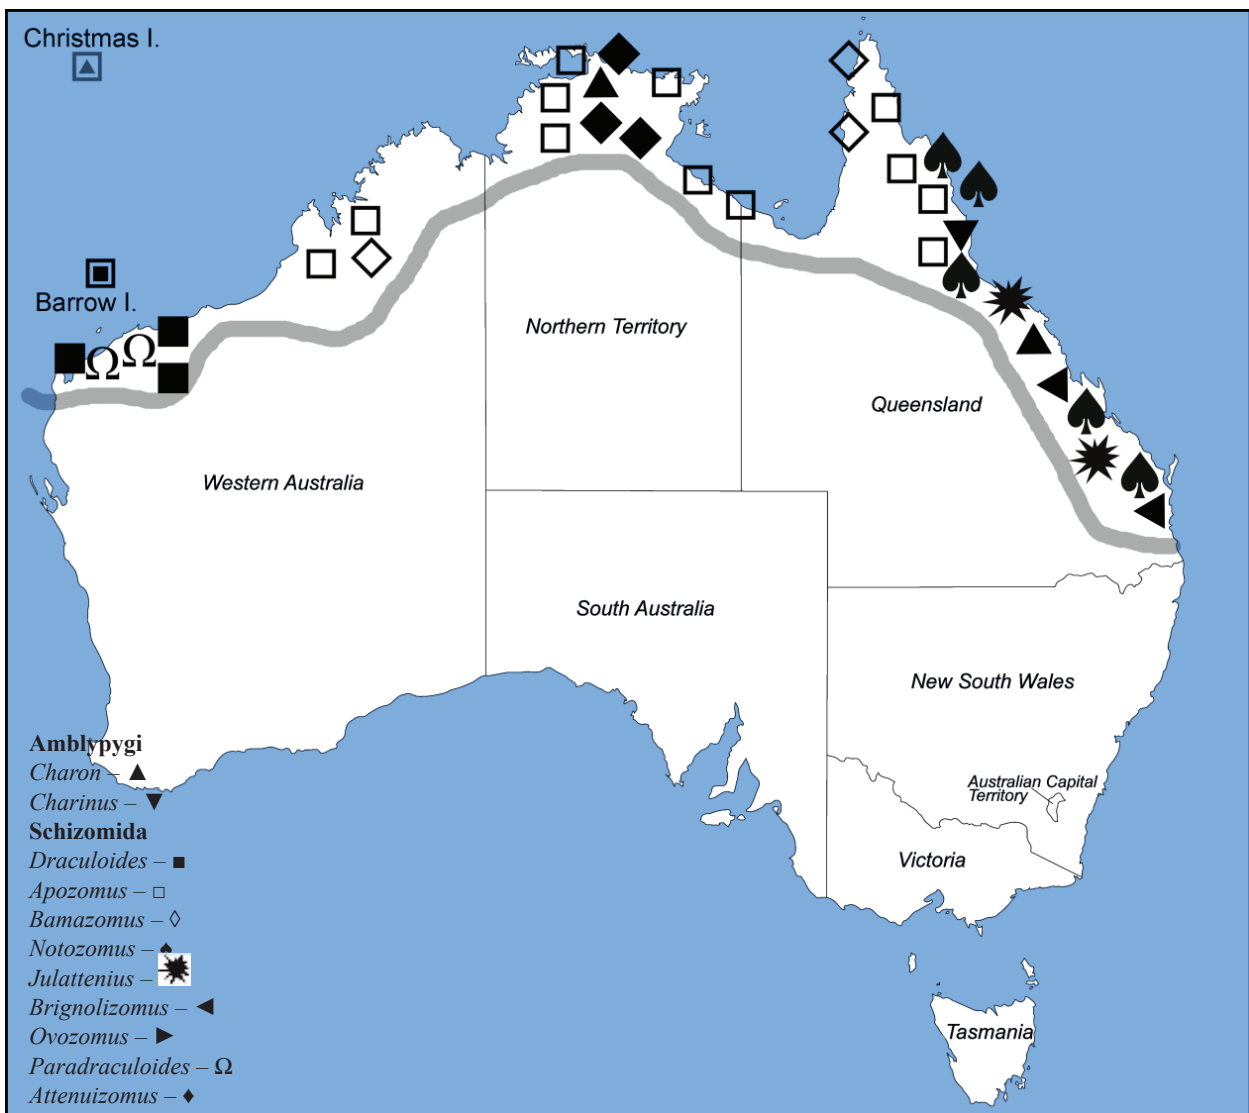 Christmas I.
Barrow I.
Northern Territory
Queensland
Western Australia
South Australia
New South Wales
Australian Capital
Territory
Victoria
Tasmania
Amblypygi
Charon – ▲
Charinus – ▼
Schizomida
Draculoides – ■
Apozomus – □
Bamazomus – ◊
Notozomus – ♠
Julattenius –
Brignolizomus – ◄
Ovozomus – ►
Paradraculoides – Ω
Attenuizomus – ♦